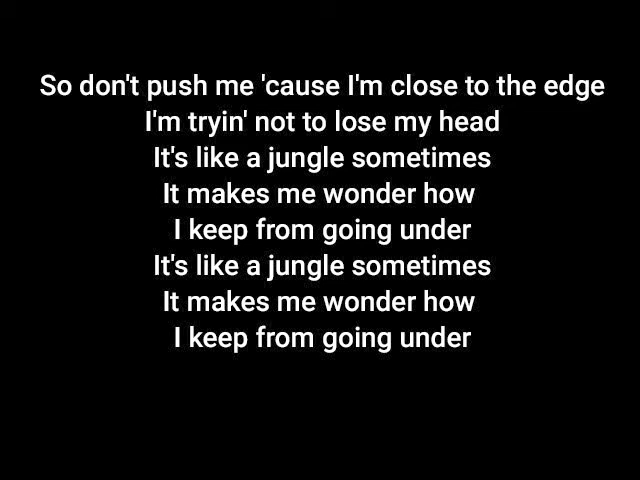 So don't push me 'cause I'm close to the edge
I'm tryin' not to lose my head
It's like a jungle sometimes
It makes me wonder how
I keep from going under
It's like a jungle sometimes
It makes me wonder how
I keep from going under